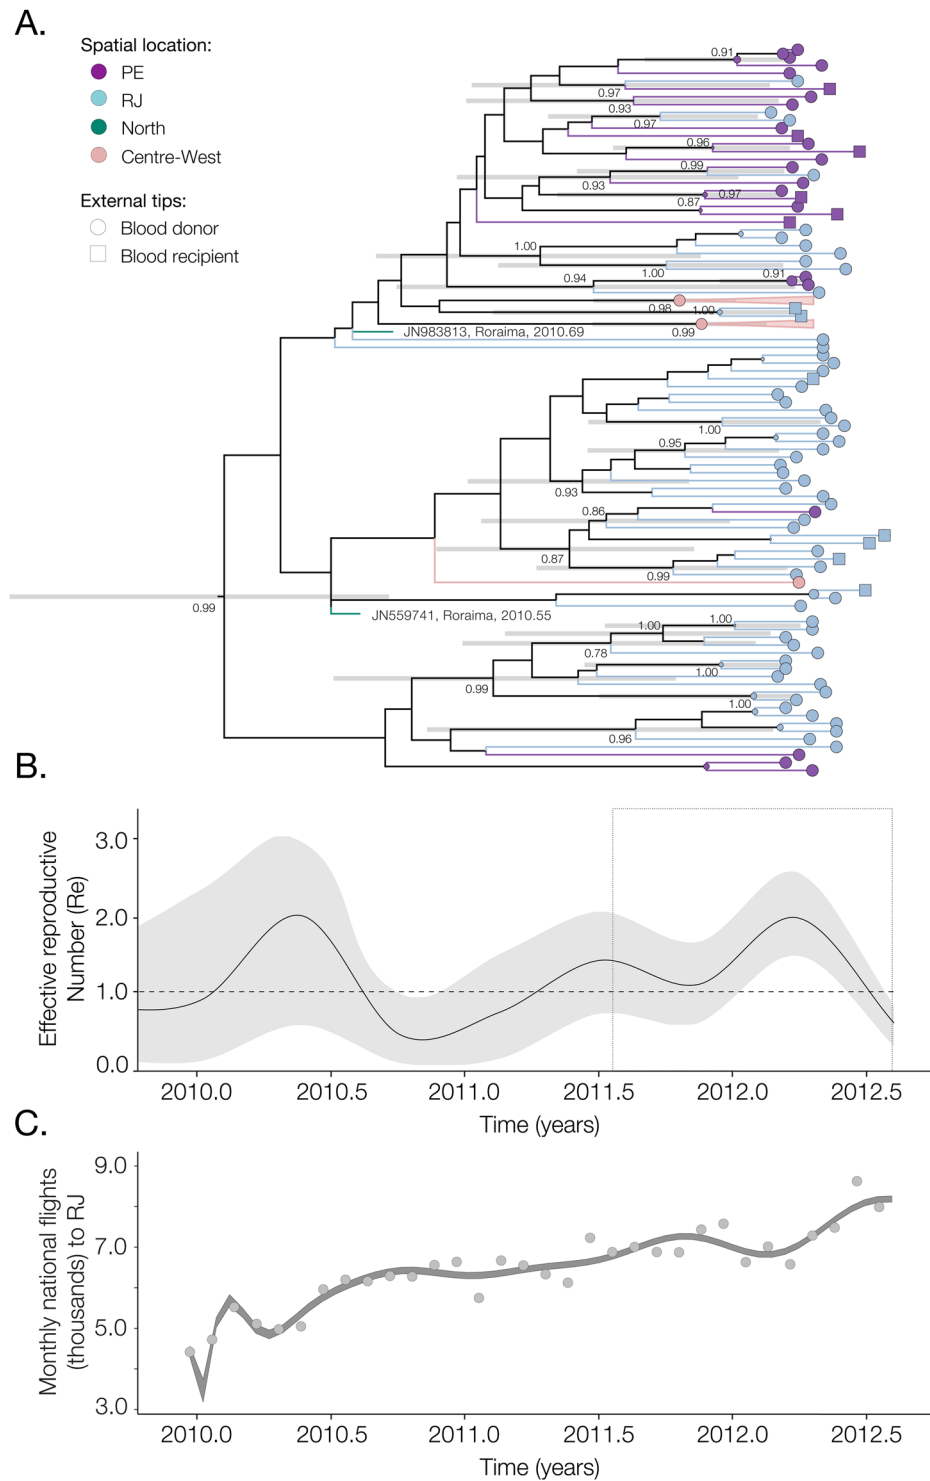 A.
Spatial location:
PE
RJ
North
Centre-West
External tips:
Blood donor
Blood recipient
0.91
0.97
0.93
0.97
0.96
0.99
0.93
0.97
0.87
1.00
1.00
0.91
0.94
0.98
1.00
0.99
JN983813, Roraima, 2010.69
1.00
0.95
0.93
0.86
0.87
0.99
0.99
JN559741, Roraima, 2010.55
1.00
1.00
0.78
1.00
0.99
1.00
0.96
B.
Effective reproductive
Number (Re)
3.0
2.0
1.0
0.0
2010.0 2010.5 2011.0 2011.5 2012.0 2012.5
Time (years)
C.
Monthly national flights
(thousands) to RJ
9.0
7.0
5.0
3.0
2010.0 2010.5 2011.0 2011.5 2012.0 2012.5
Time (years)